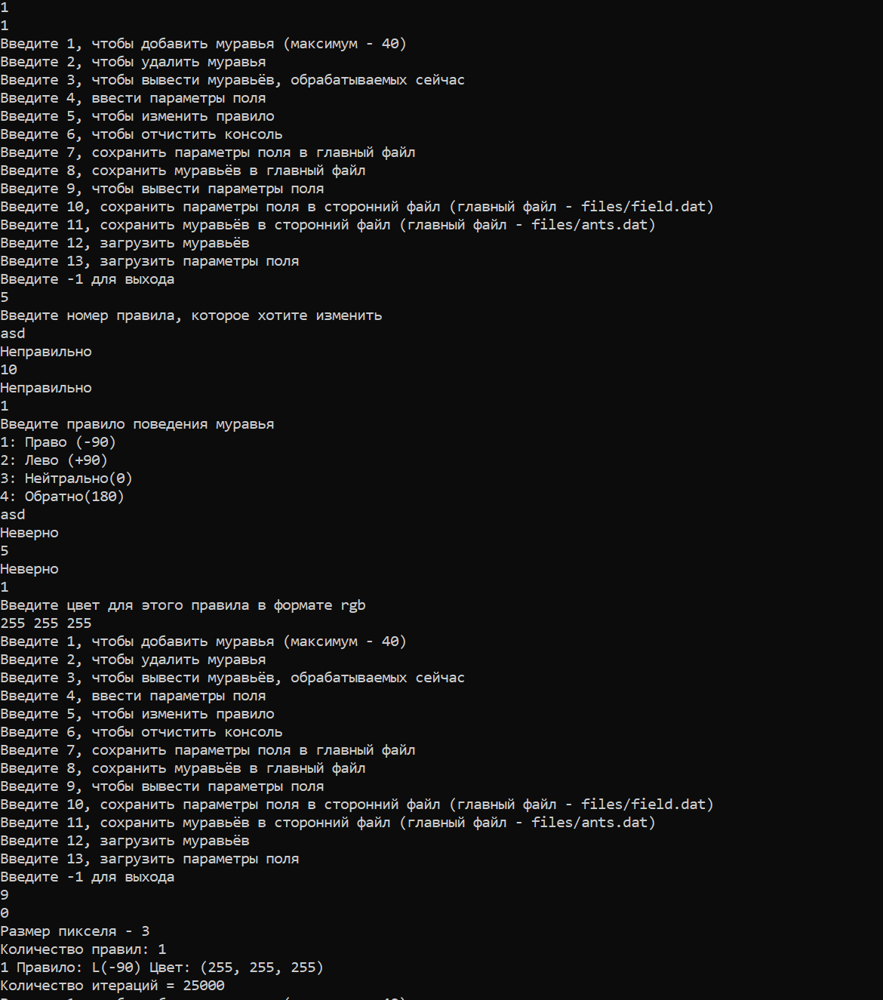 1
1
Введите 1, чтобы добавить муравья (максимум - 40)
Введите 2, чтобы удалить муравья
Введите 3, чтобы вывести муравьёв, обрабатываемых сейчас
Введите 4, ввести параметры поля
Введите 5, чтобы изменить правило
Введите 6, чтобы отчистить консоль
Введите 7, сохранить параметры поля в главный файл
Введите 8, сохранить муравьёв в главный файл
Введите 9, чтобы вывести параметры поля
Введите 10, сохранить параметры поля в сторонний файл (главный файл - files/field.dat)
Введите 11, сохранить муравьёв в сторонний файл (главный файл - files/ants.dat)
Введите 12, загрузить муравьёв
Введите 13, загрузить параметры поля
Введите -1 для выхода
5
Введите номер правила, которое хотите изменить
asd
Неправильно
10
Неправильно
1
Введите правило поведения муравья
1: Право (-90)
2: Лево (+90)
3: Нейтрально(0)
4: Обратно(180)
asd
Неверно
5
Неверно
1
Введите цвет для этого правила в формате rgb
255 255 255
Введите 1, чтобы добавить муравья (максимум - 40)
Введите 2, чтобы удалить муравья
Введите 3, чтобы вывести муравьёв, обрабатываемых сейчас
Введите 4, ввести параметры поля
Введите 5, чтобы изменить правило
Введите 6, чтобы отчистить консоль
Введите 7, сохранить параметры поля в главный файл
Введите 8, сохранить муравьёв в главный файл
Введите 9, чтобы вывести параметры поля
Введите 10, сохранить параметры поля в сторонний файл (главный файл - files/field.dat)
Введите 11, сохранить муравьёв в сторонний файл (главный файл - files/ants.dat)
Введите 12, загрузить муравьёв
Введите 13, загрузить параметры поля
Введите -1 для выхода
9
0
Размер пикселя - 3
Количество правил: 1
1 Правило: L(-90) Цвет: (255, 255, 255)
Количество итераций = 25000